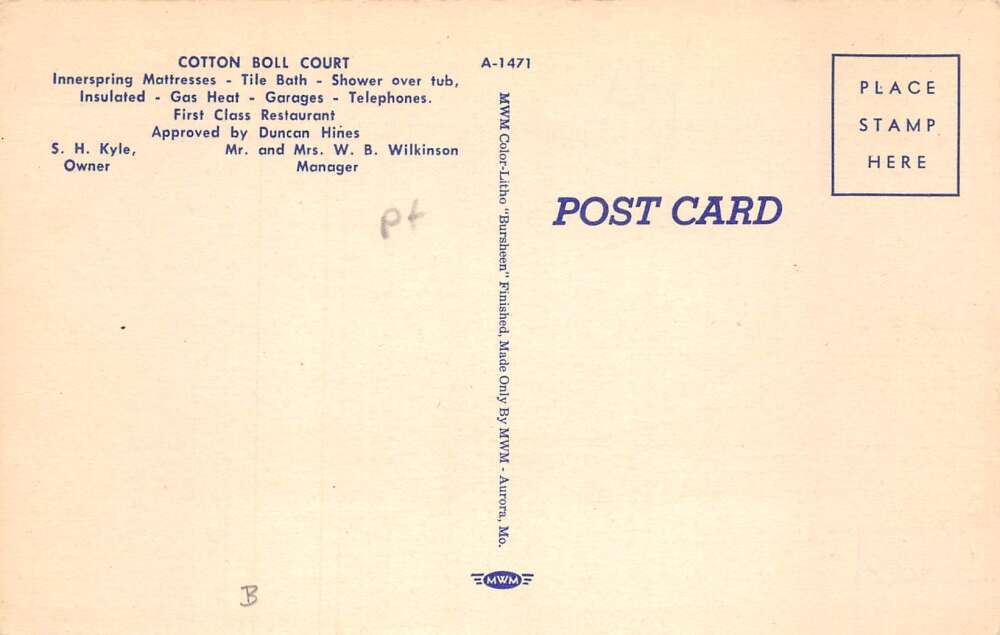 COTTON BOLL COURT
Innerspring Mattresses - Tile Bath - Shower over tub,
Insulated - Gas Heat - Garages - Telephones.
First Class Restaurant
Approved by Duncan Hines
S. H. Kyle, Mr. and Mrs. W. B. Wilkinson
Owner Manager
pt
B
A-1471
MWM Color-Litho "Bursheen" Finished, Made Only By MWM - Aurora, Mo.
MWM
POST CARD
PLACE
STAMP
HERE